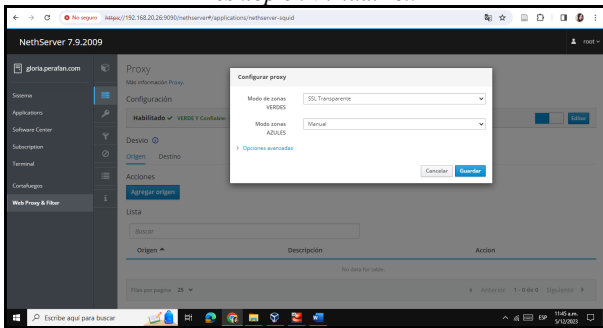 No seguro https://192.168.20.26:9090/nethserver#/applications/nethserver-squid
NethServer 7.9.2009
root
gloria.perafan.com
Sistema
Applications
Software Center
Subscription
Terminal
Cortafuegos
Web Proxy & Filter
Proxy
Más información Proxy.
Configuración
Habilitado ✔ VERDE Y Confiable
Editar
Desvío
Origen Destino
Acciones
Agregar origen
Lista
Buscar
Origen Descripción Accion
No data for table.
Filas por página 25
Anterior 1 - 0 de 0 Siguiente
Configurar proxy
Modo de zonas
VERDES
SSL Transparente
Modo zonas
AZULES
Manual
> Opciones avanzadas
Cancelar Guardar
Escribe aquí para buscar
ESP
11:45 a.m.
5/12/2023